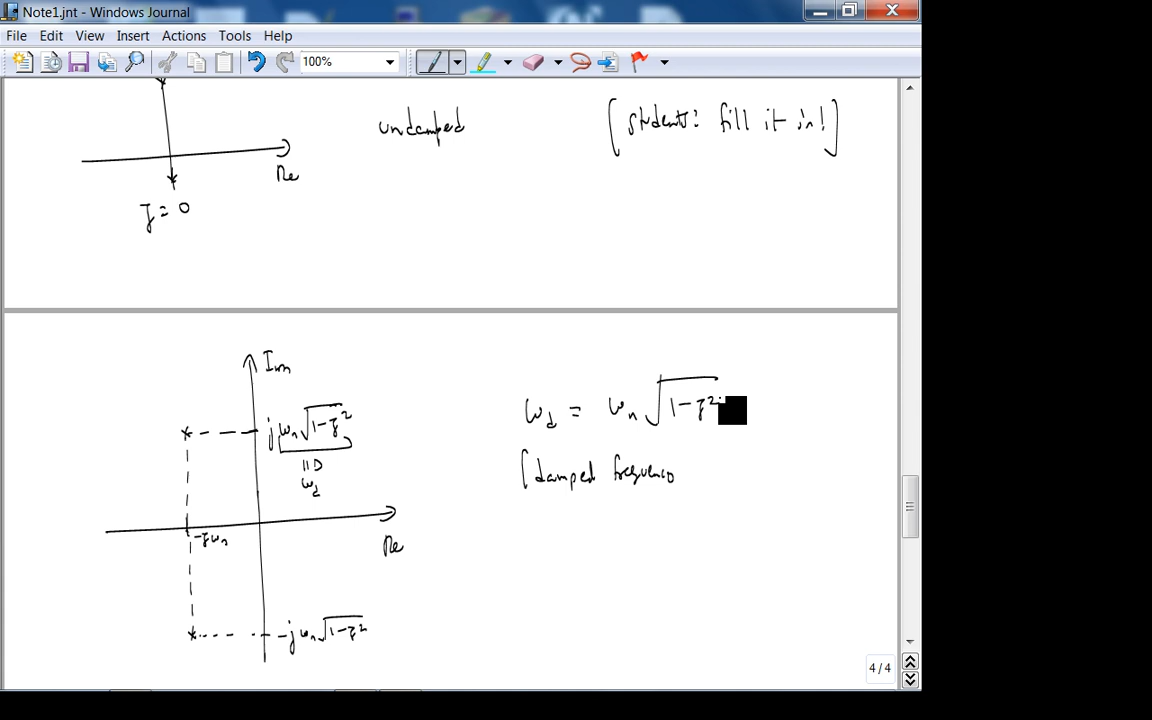 Note1.jnt - Windows Journal
File Edit View Insert Actions Tools Help
100%
undamped
[students: fill it in!]
Re
ζ = 0
Im
jωn√1-ζ²
ωd
-ζωn
Re
-jωn√1-ζ²
ωd = ωn√1-ζ²
(damped frequenc
4 / 4